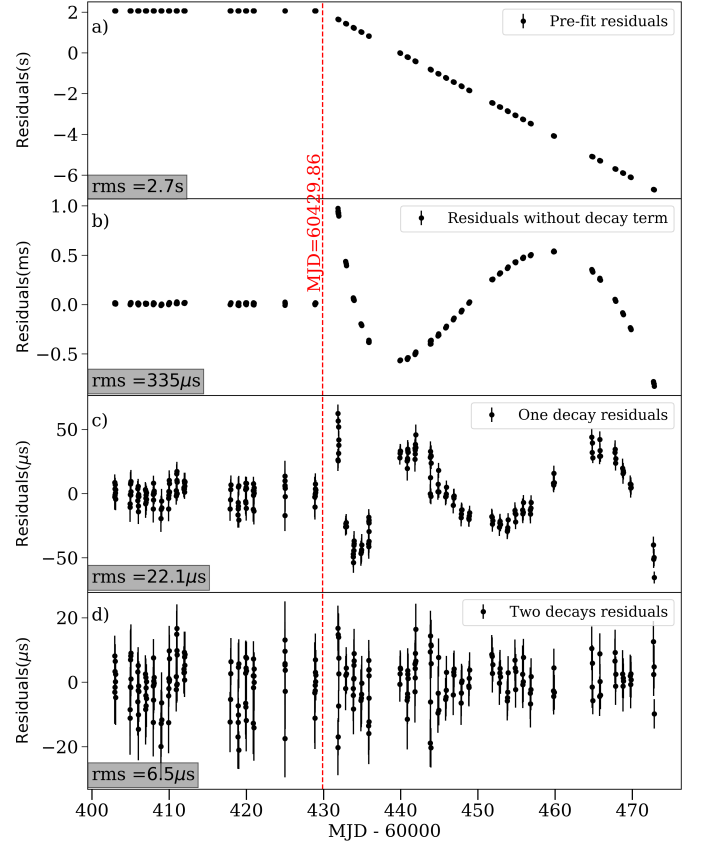 a)
Pre-fit residuals
Residuals(s)
2
0
−2
−4
−6
rms =2.7s
MJD=60429.86
b)
Residuals without decay term
Residuals(ms)
1.0
0.5
0.0
−0.5
rms =335μs
c)
One decay residuals
Residuals(μs)
50
0
−50
rms =22.1μs
d)
Two decays residuals
Residuals(μs)
20
0
−20
rms =6.5μs
400 410 420 430 440 450 460 470
MJD - 60000